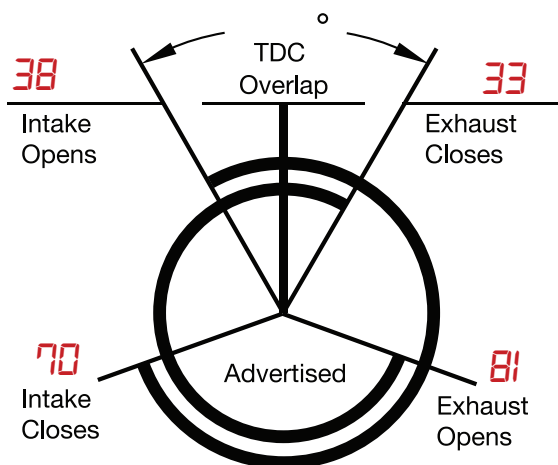 °
TDC
Overlap
38
Intake
Opens
33
Exhaust
Closes
70
Intake
Closes
Advertised
81
Exhaust
Opens